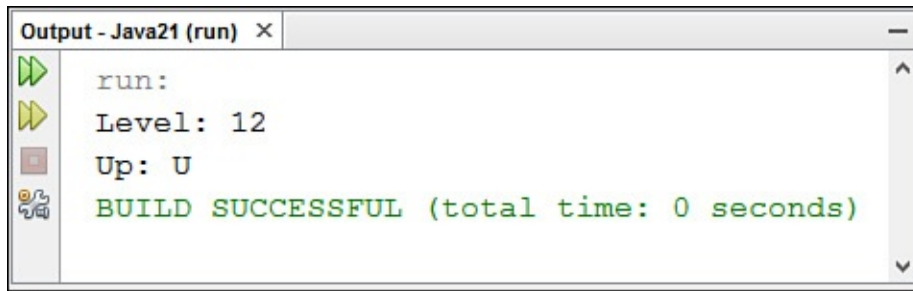 Output - Java21 (run) ×
run:
Level: 12
Up: U
BUILD SUCCESSFUL (total time: 0 seconds)